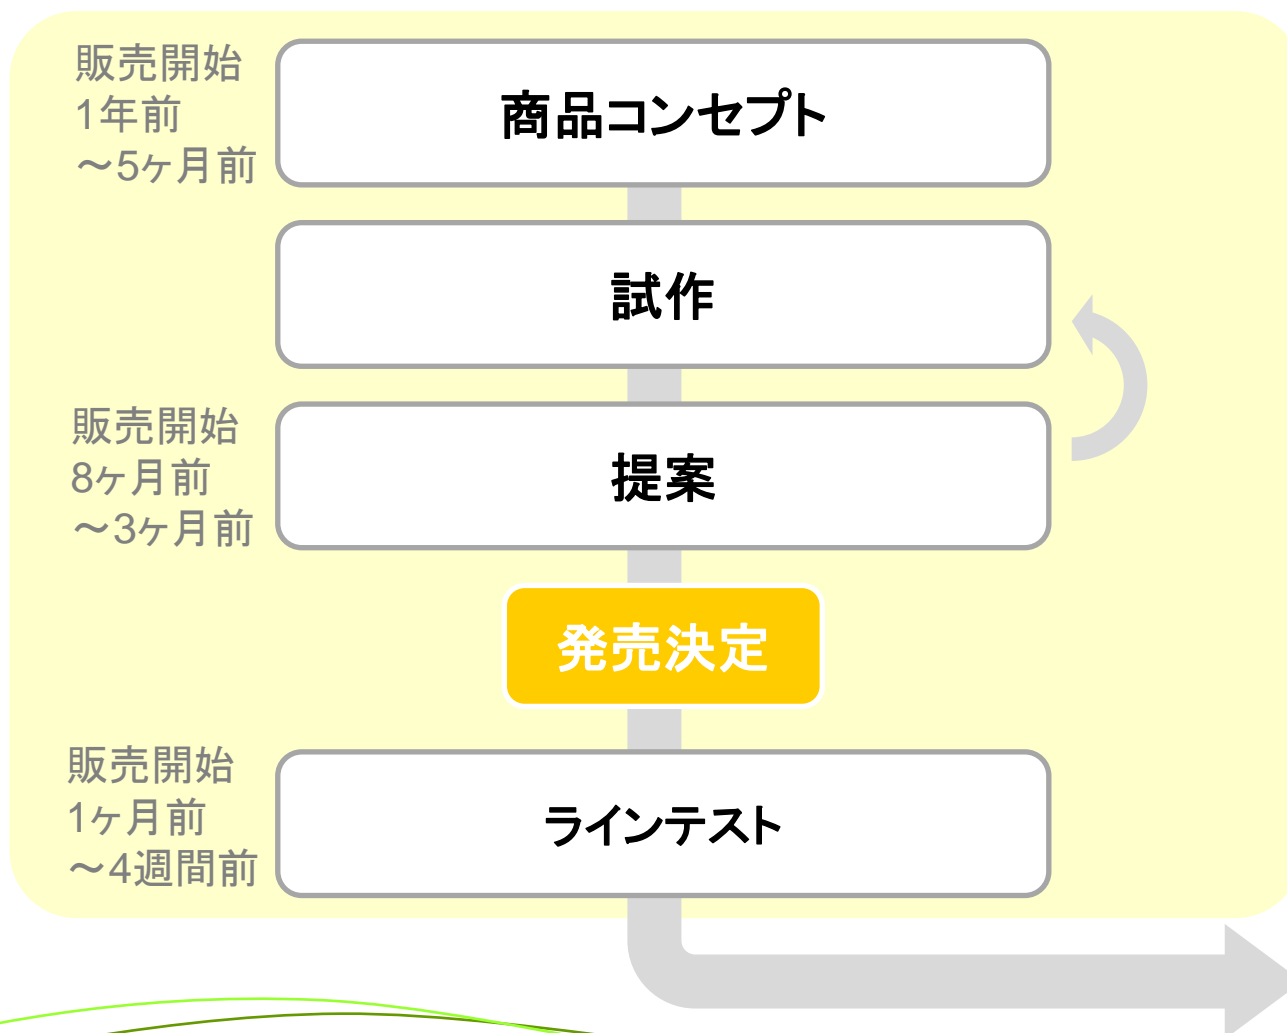 販売開始
1年前
～5ヶ月前
商品コンセプト
試作
販売開始
8ヶ月前
～3ヶ月前
提案
発売決定
販売開始
1ヶ月前
～4週間前
ラインテスト